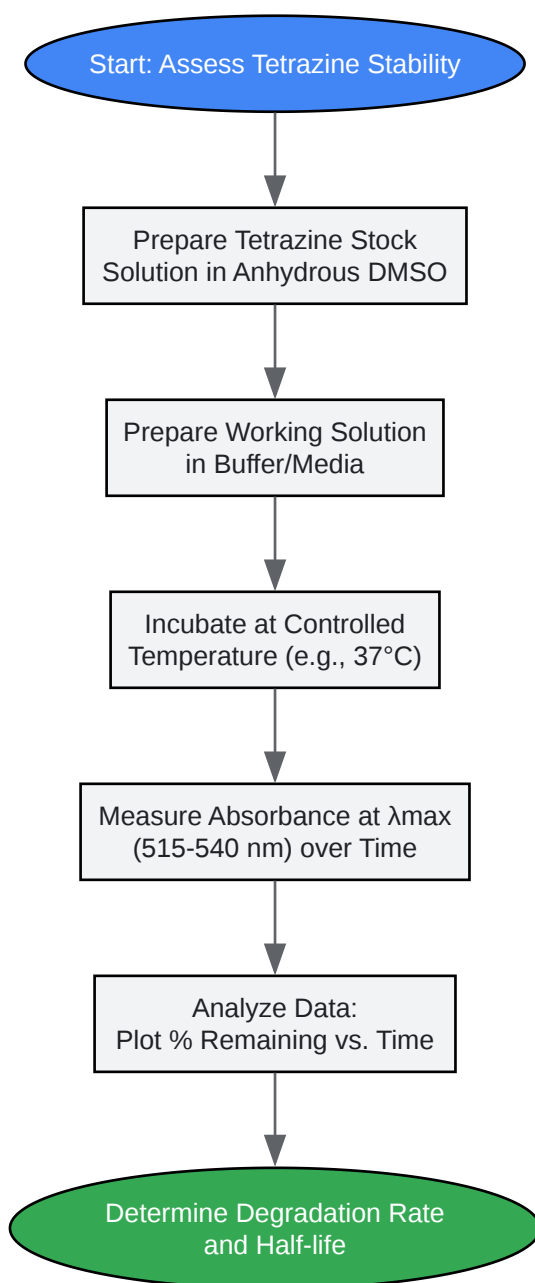 Start: Assess Tetrazine Stability
Prepare Tetrazine Stock
Solution in Anhydrous DMSO
Prepare Working Solution
in Buffer/Media
Incubate at Controlled
Temperature (e.g., 37°C)
Measure Absorbance at λmax
(515-540 nm) over Time
Analyze Data:
Plot % Remaining vs. Time
Determine Degradation Rate
and Half-life